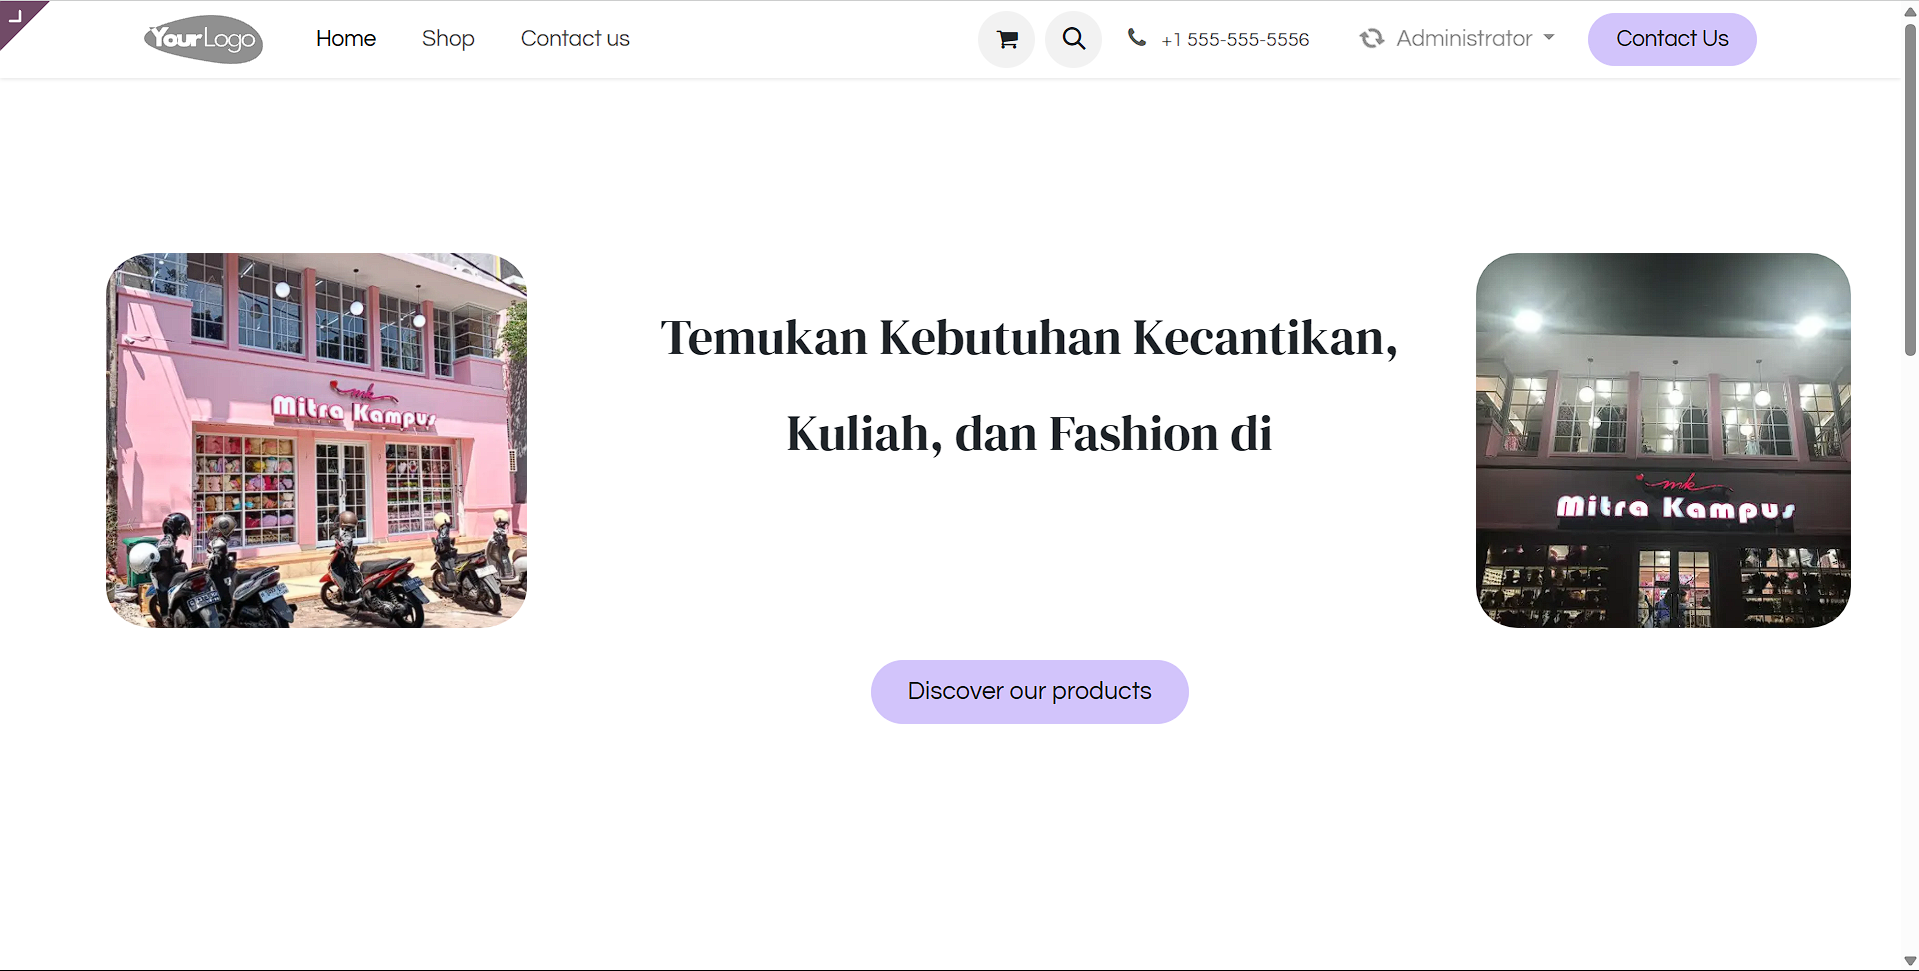 YourLogo
Home
Shop
Contact us
+1 555-555-5556
Administrator
Contact Us
mk
Mitra Kampus
Temukan Kebutuhan Kecantikan,
Kuliah, dan Fashion di
mk
Mitra Kampus
Discover our products